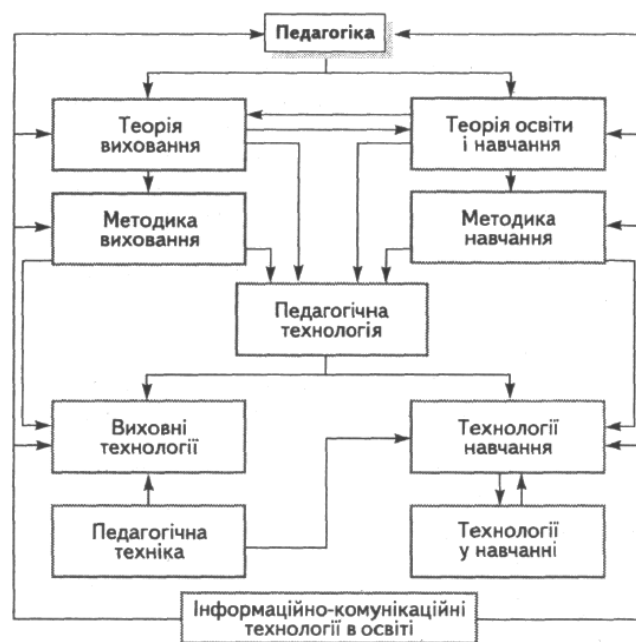 Педагогіка
Теорія
виховання
Теорія освіти
і навчання
Методика
виховання
Методика
навчання
Педагогічна
технологія
Виховні
технології
Технології
навчання
Педагогічна
техніка
Технології
у навчанні
Інформаційно-комунікаційні
технології в освіті